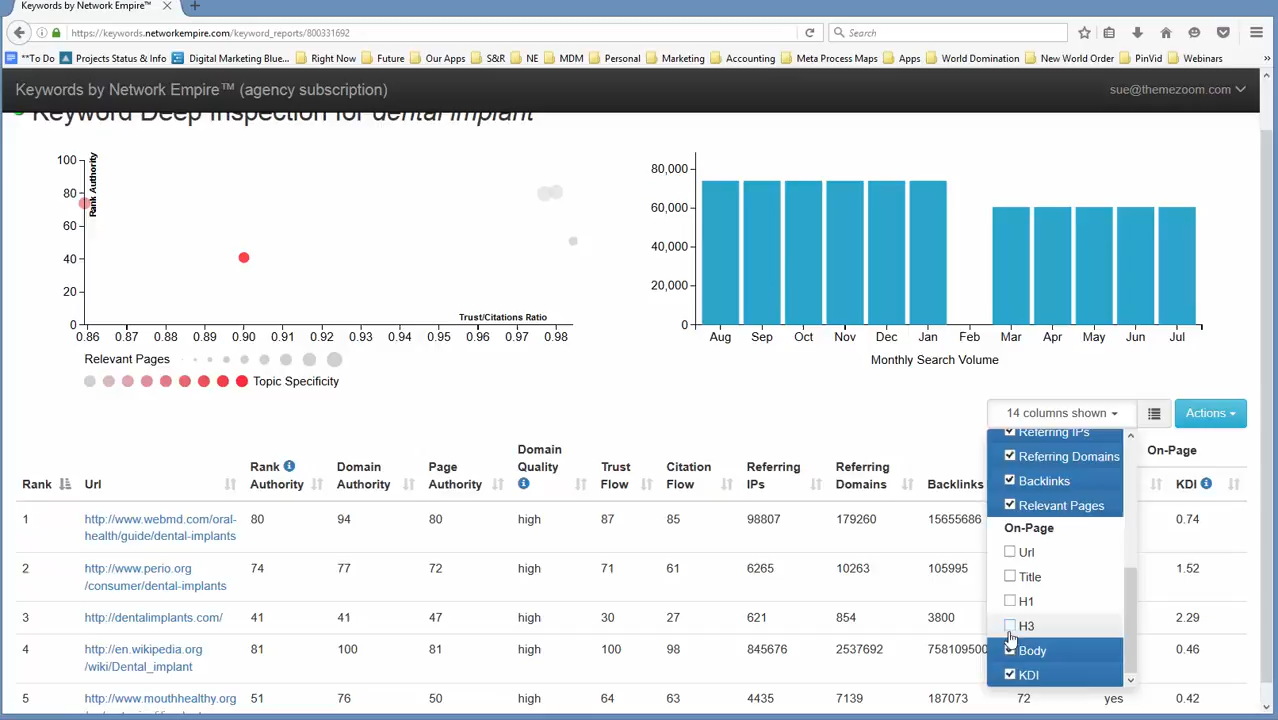 Keywords by Network Empire™
https://keywords.networkempire.com/keyword_reports/800331692
Search
**To Do Projects Status & Info Digital Marketing Blue... Right Now Future Our Apps S&R NE MDM Personal Marketing Accounting Meta Process Maps Apps World Domination New World Order PinVid Webinars
Keywords by Network Empire™ (agency subscription)
sue@themezoom.com
Keyword Deep Inspection for dental implant
100
80
60
40
20
0
Rank Authority
Trust/Citations Ratio
0.86 0.87 0.88 0.89 0.90 0.91 0.92 0.93 0.94 0.95 0.96 0.97 0.98
Relevant Pages
Topic Specificity
80,000
60,000
40,000
20,000
0
Aug Sep Oct Nov Dec Jan Feb Mar Apr May Jun Jul
Monthly Search Volume
14 columns shown
Actions
Referring IPs
Referring Domains
Backlinks
Relevant Pages
On-Page
Url
Title
H1
H3
Body
KDI
On-Page
Rank Url Rank Authority Domain Authority Page Authority Domain Quality Trust Flow Citation Flow Referring IPs Referring Domains Backlinks KDI
1 http://www.webmd.com/oral- 80 94 80 high 87 85 98807 179260 15655686 0.74
health/guide/dental-implants
2 http://www.perio.org 74 77 72 high 71 61 6265 10263 105995 1.52
/consumer/dental-implants
3 http://dentalimplants.com/ 41 41 47 high 30 27 621 854 3800 2.29
4 http://en.wikipedia.org 81 100 81 high 100 98 845676 2537692 758109500 0.46
/wiki/Dental_implant
5 http://www.mouthhealthy.org 51 76 50 high 64 63 4435 7139 187073 72 yes 0.42